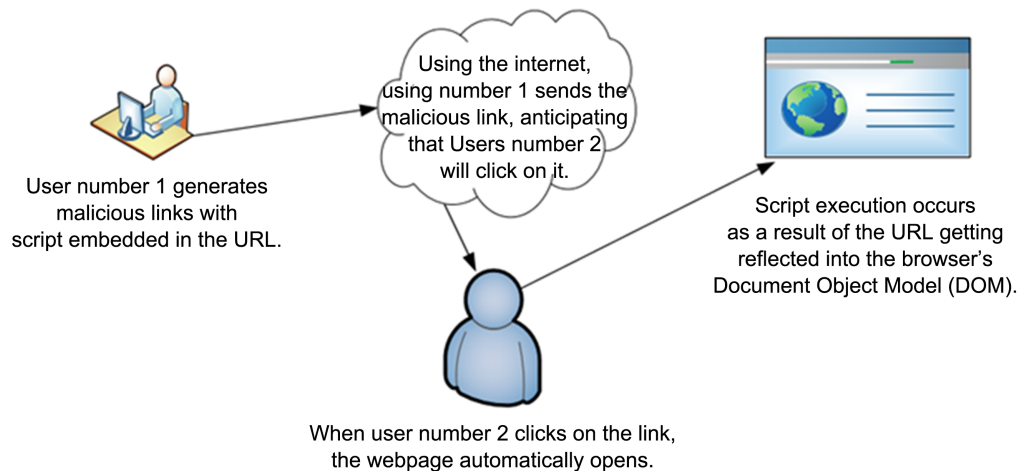 User number 1 generates
malicious links with
script embedded in the URL.
Using the internet,
using number 1 sends the
malicious link, anticipating
that Users number 2
will click on it.
When user number 2 clicks on the link,
the webpage automatically opens.
Script execution occurs
as a result of the URL getting
reflected into the browser's
Document Object Model (DOM).